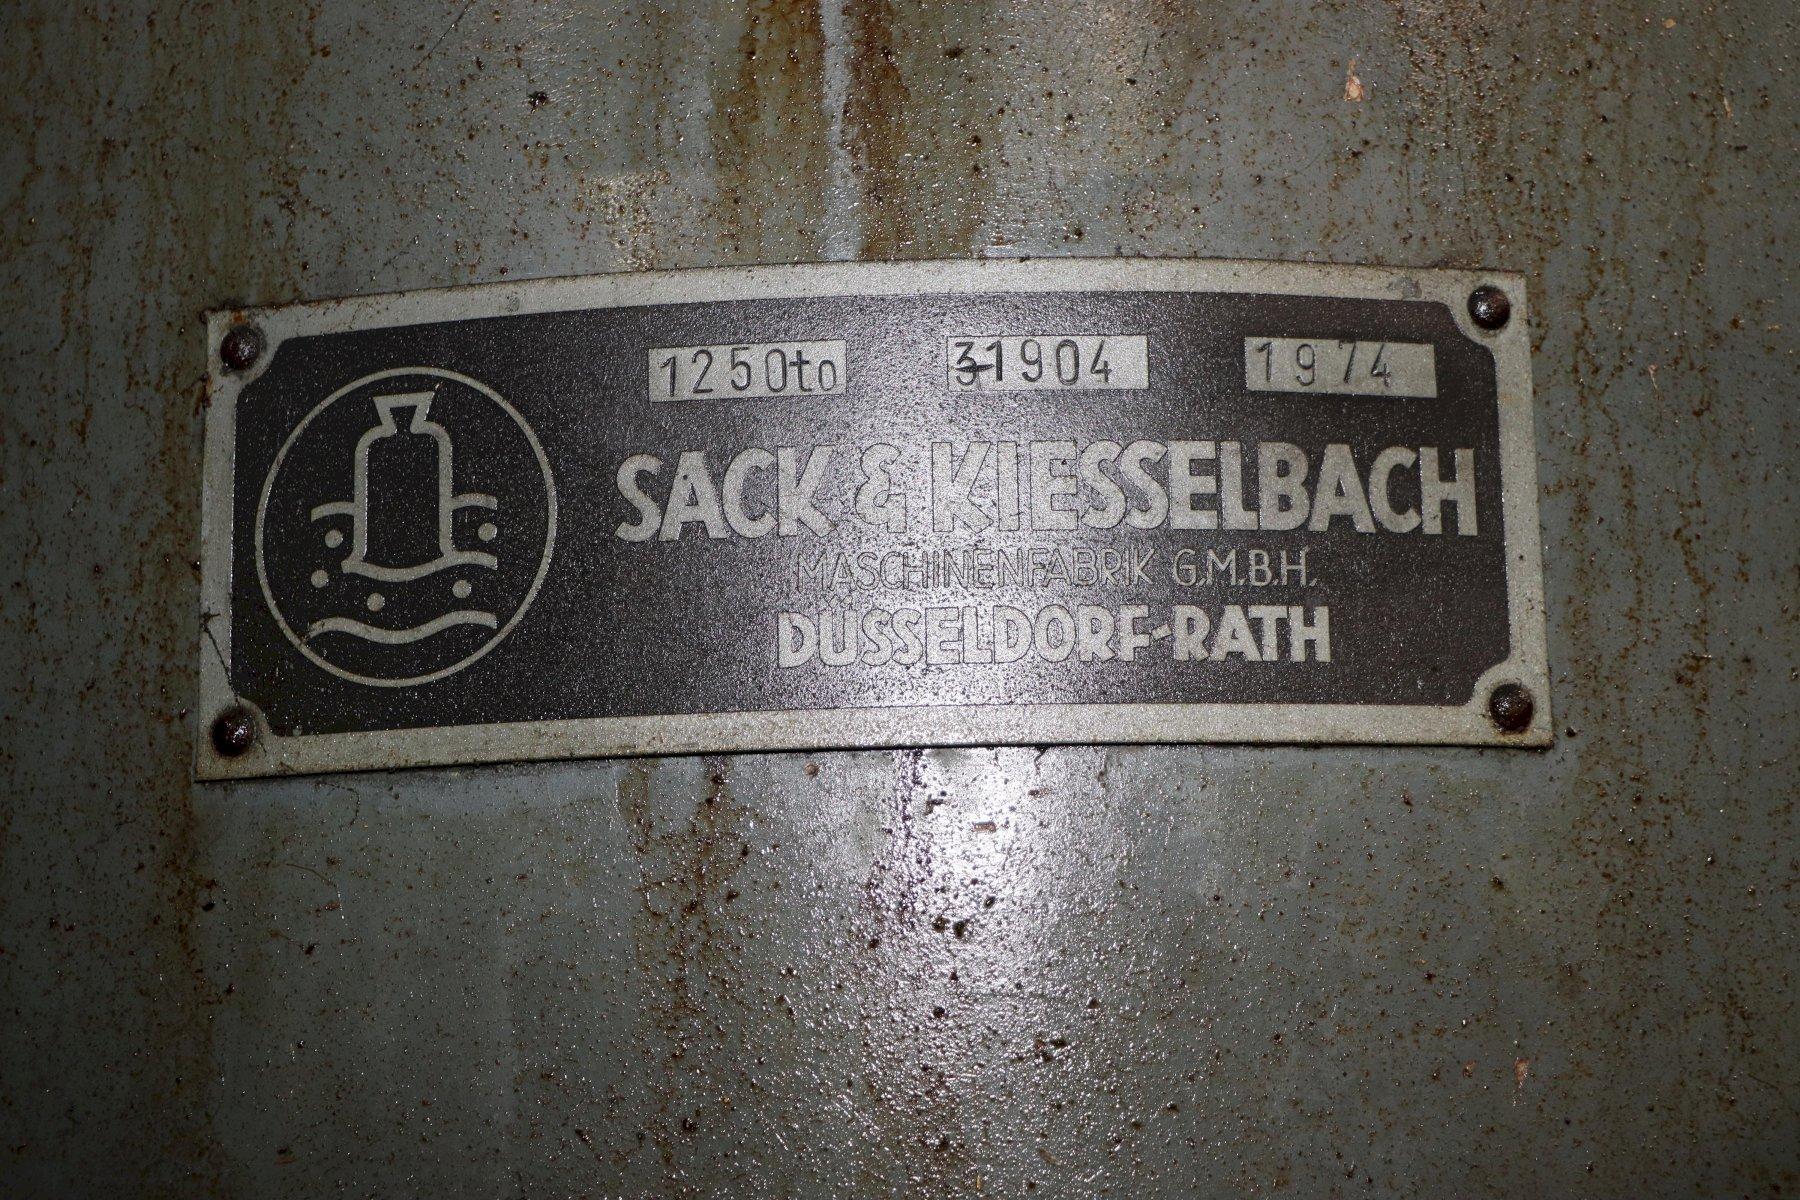 1250to 31904 1974
SACK & KIESSELBACH
MASCHINENFABRIK G.M.B.H.
DÜSSELDORF-RATH